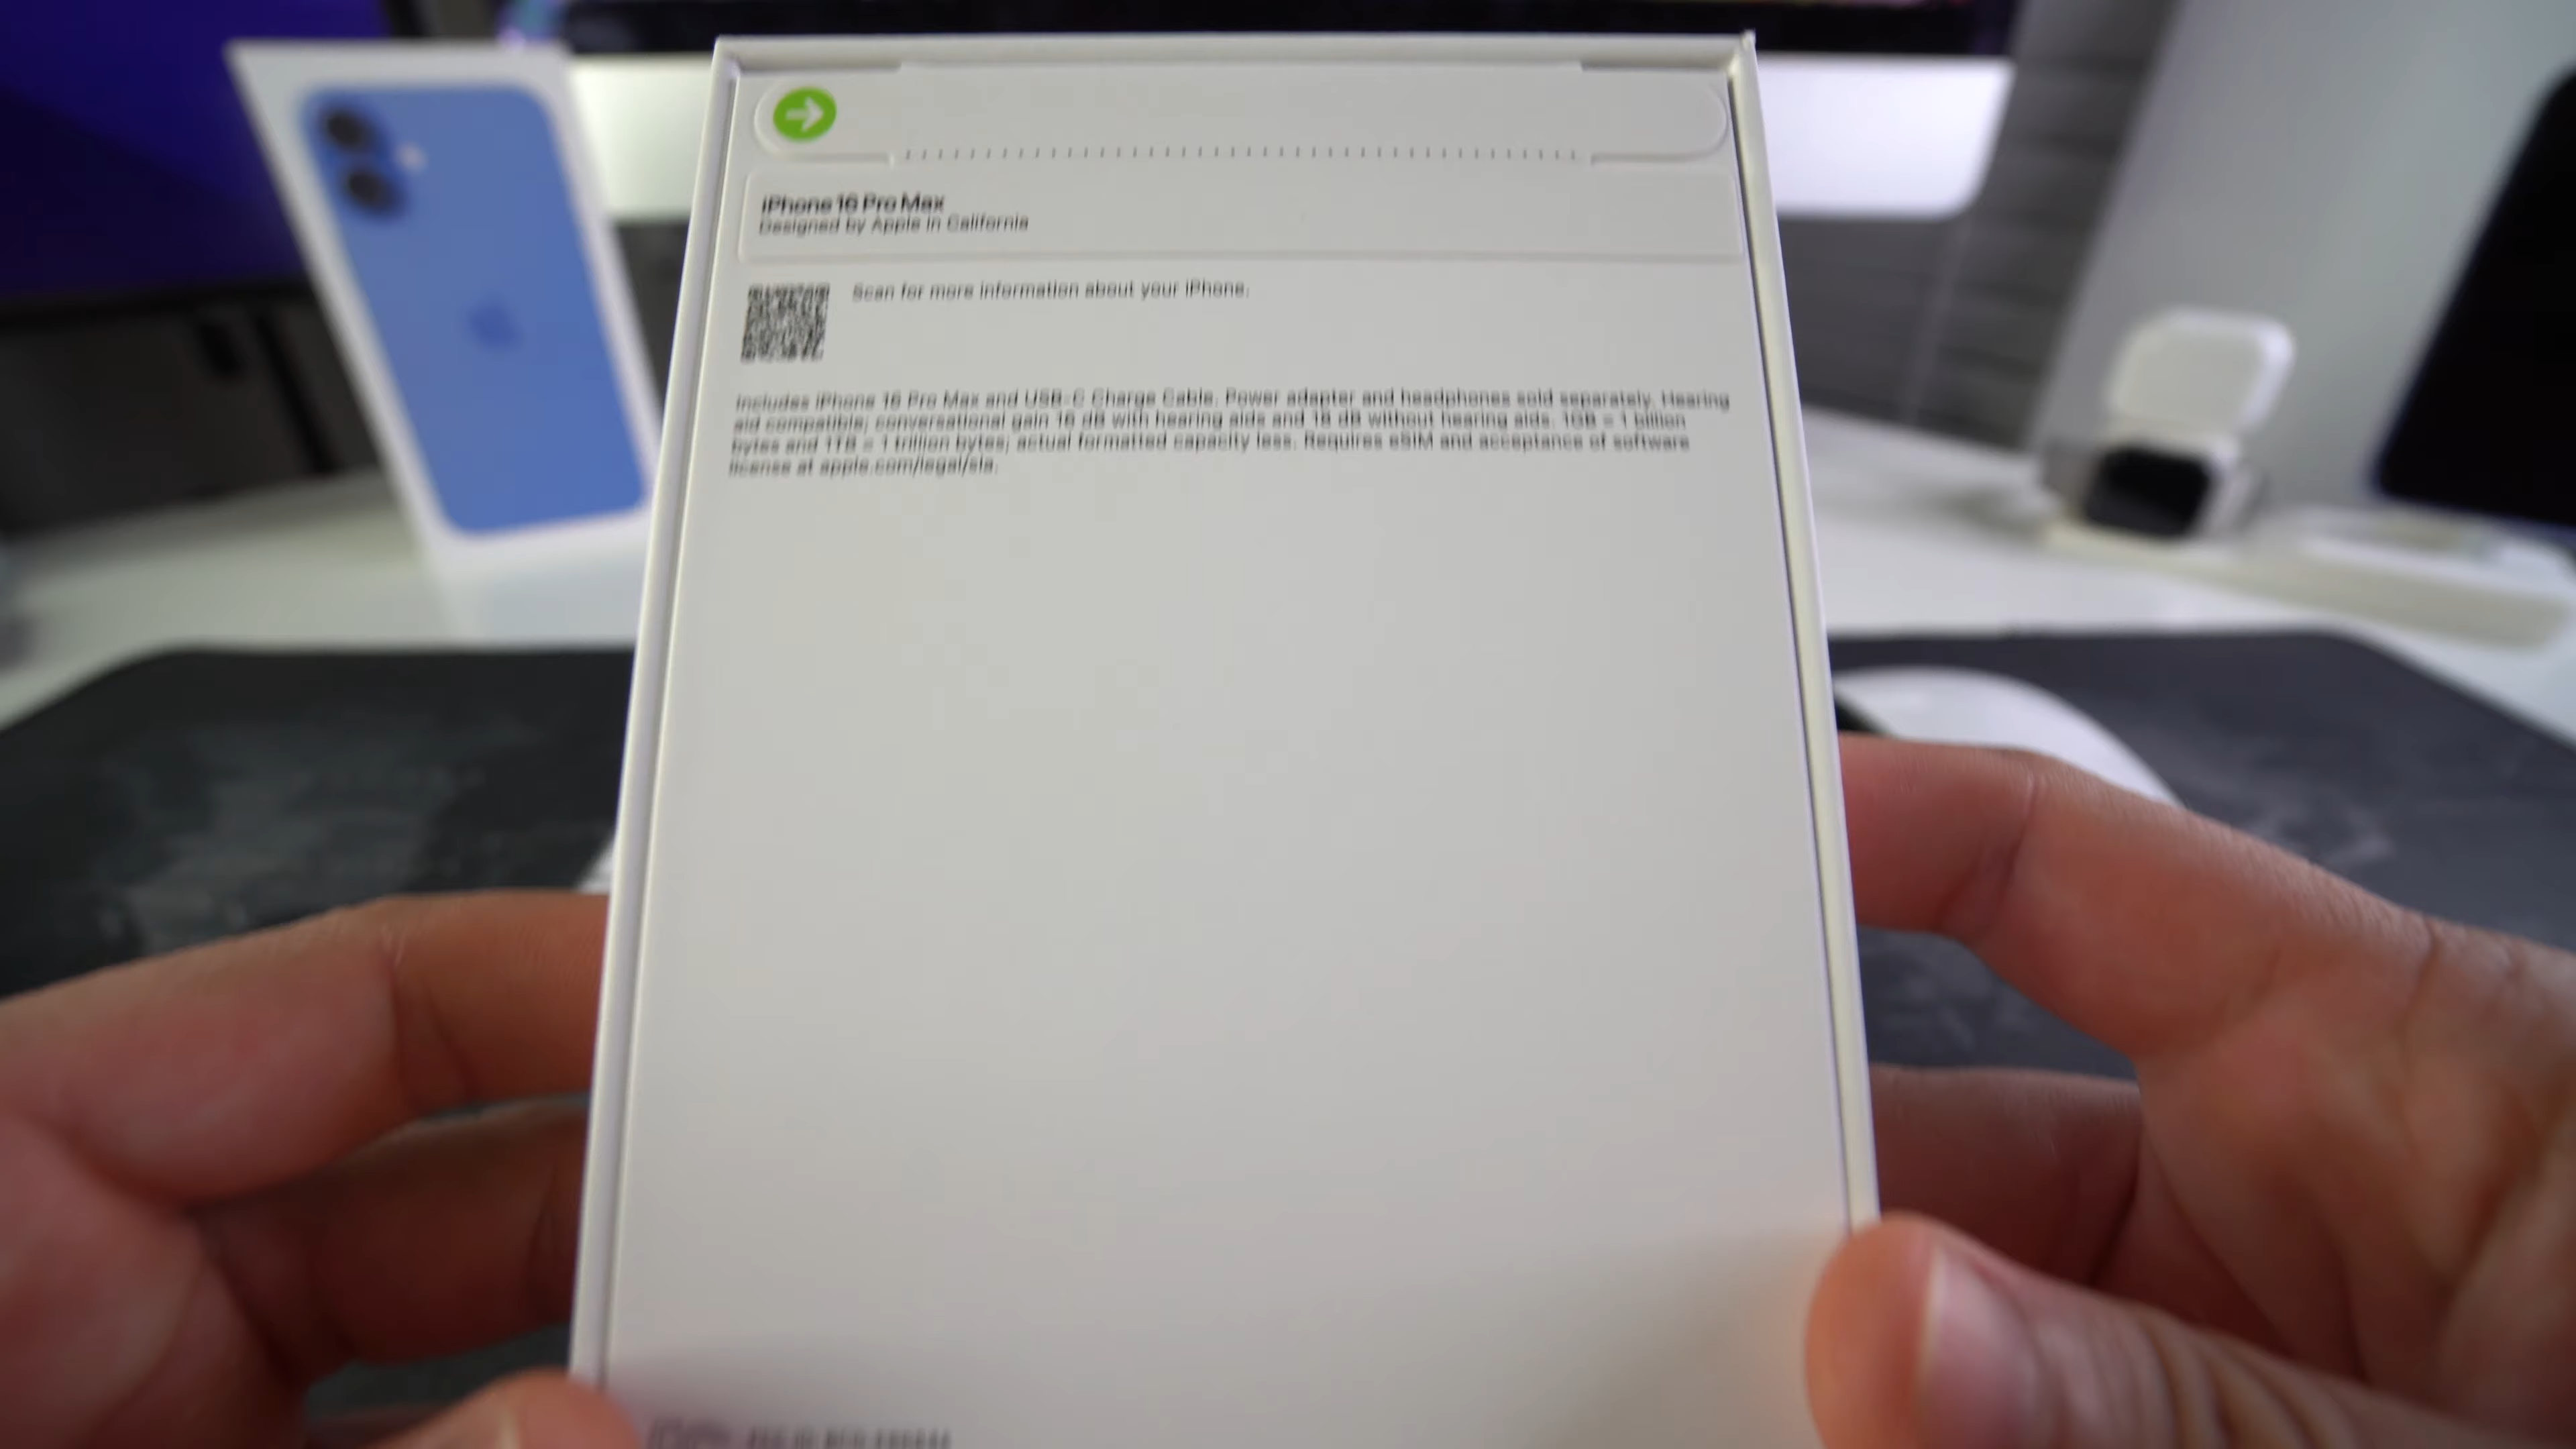 iPhone 16 Pro Max
Designed by Apple in California
Scan for more information about your iPhone.
Includes iPhone 16 Pro Max and USB-C Charge Cable. Power adapter and headphones sold separately. Hearing
aid compatible; conversational gain 16 dB with hearing aids and 18 dB without hearing aids. 1GB = 1 billion
bytes and 1TB = 1 trillion bytes; actual formatted capacity less. Requires eSIM and acceptance of software
license at apple.com/legal/sla.